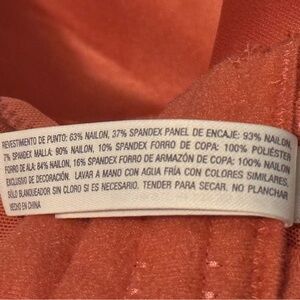 REVESTIMIENTO DE PUNTO: 63% NAILON, 37% SPANDEX PANEL DE ENCAJE: 93% NAILON,
7% SPANDEX MALLA: 90% NAILON, 10% SPANDEX FORRO DE COPA: 100% POLIÉSTER
FORRO DE ALA: 84% NAILON, 16% SPANDEX FORRO DE ARMAZÓN DE COPA: 100% NAILON
EXCLUSIVO DE DECORACIÓN. LAVAR A MANO CON AGUA FRÍA CON COLORES SIMILARES.
SÓLO BLANQUEADOR SIN CLORO SI ES NECESARIO. TENDER PARA SECAR. NO PLANCHAR
HECHO EN CHINA